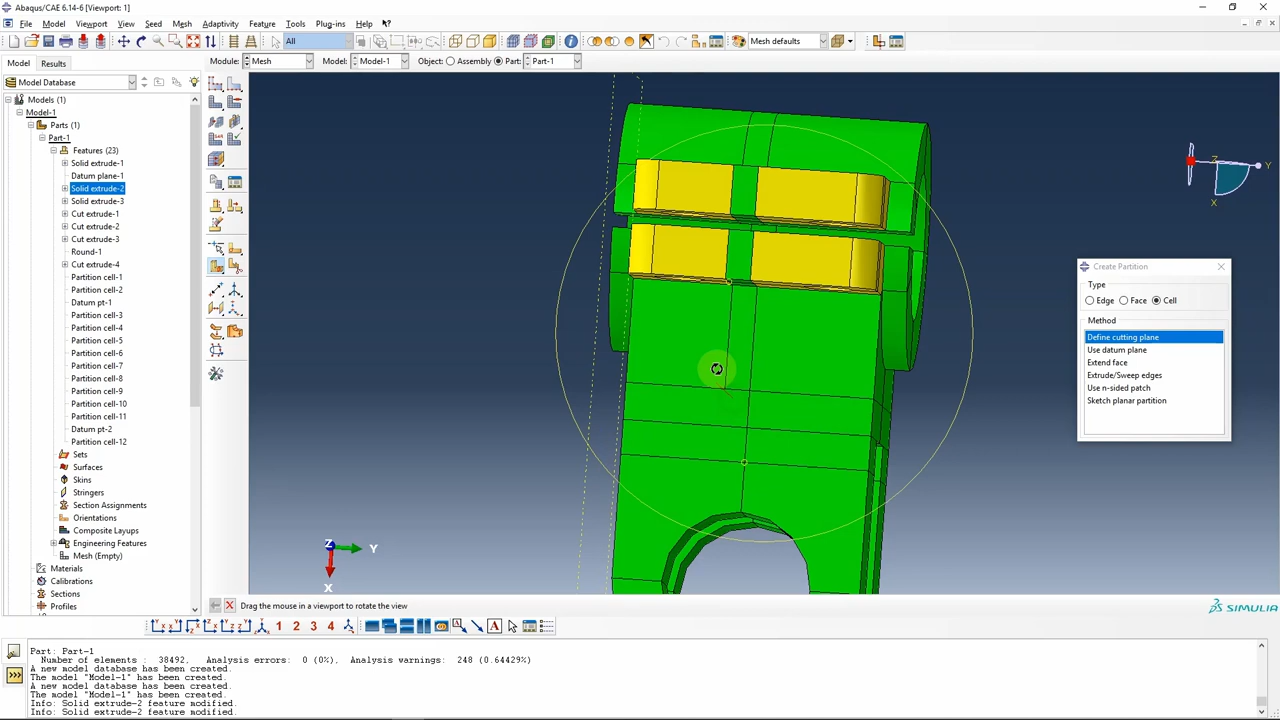 Abaqus/CAE 6.14-6 [Viewport: 1]
File Model Viewport View Seed Mesh Adaptivity Feature Tools Plug-ins Help
All Mesh defaults
Model Results Module: Mesh Model: Model-1 Object: Assembly Part: Part-1
Model Database
Models (1)
Model-1
Parts (1)
Part-1
Features (23)
Solid extrude-1
Datum plane-1
Solid extrude-2
Solid extrude-3
Cut extrude-1
Cut extrude-2
Cut extrude-3
Round-1
Cut extrude-4
Partition cell-1
Partition cell-2
Datum pt-1
Partition cell-3
Partition cell-4
Partition cell-5
Partition cell-6
Partition cell-7
Partition cell-8
Partition cell-9
Partition cell-10
Partition cell-11
Datum pt-2
Partition cell-12
Sets
Surfaces
Skins
Stringers
Section Assignments
Orientations
Composite Layups
Engineering Features
Mesh (Empty)
Materials
Calibrations
Sections
Profiles
Z
Y
X
Create Partition
Type
Edge Face Cell
Method
Define cutting plane
Use datum plane
Extend face
Extrude/Sweep edges
Use n-sided patch
Sketch planar partition
Z
Y
X
Drag the mouse in a viewport to rotate the view
SIMULIA
1 2 3 4 A
Part: Part-1
Number of elements : 38492, Analysis errors: 0 (0%), Analysis warnings: 248 (0.64429%)
A new model database has been created.
The model "Model-1" has been created.
A new model database has been created.
The model "Model-1" has been created.
Info: Solid extrude-2 feature modified.
Info: Solid extrude-2 feature modified.